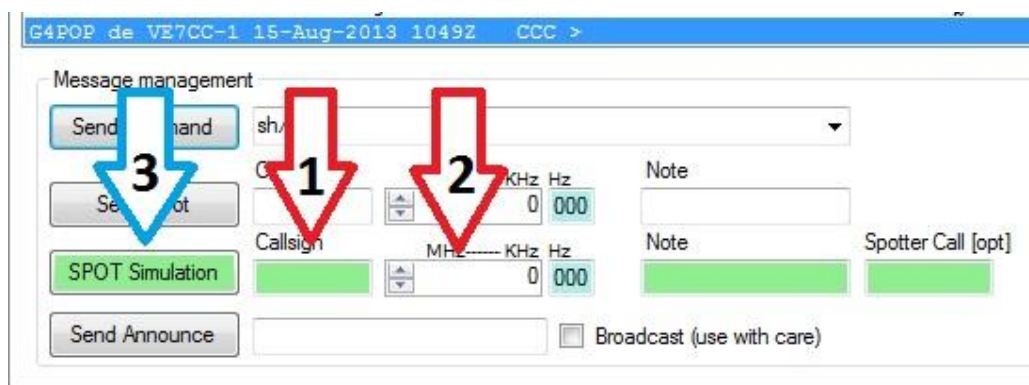 G4POP de VE7CC-1 15-Aug-2013 1049Z CCC >
Message management
Send and sh/
3 1 2
KHz Hz Note
0 000
Callsign MHz------ KHz Hz Note Spotter Call [opt]
SPOT Simulation 0 000
Send Announce Broadcast (use with care)